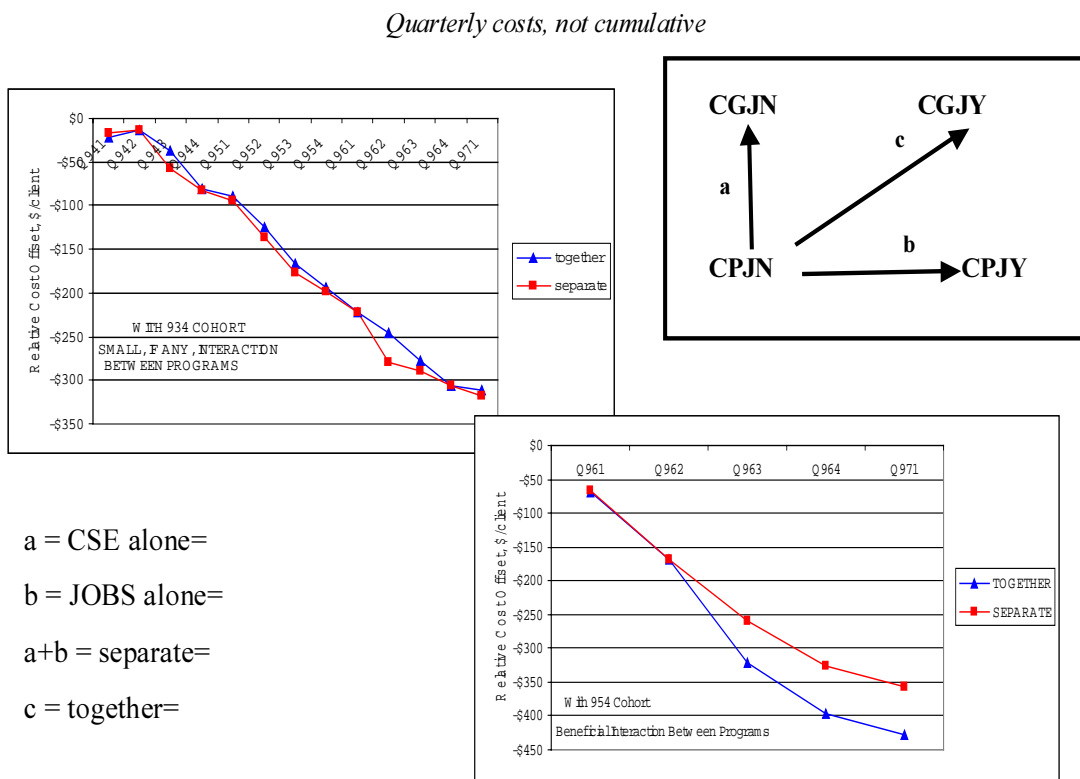 Quarterly costs, not cumulative
$0
-$50
-$100
-$150
-$200
-$250
-$300
-$350
Relative Cost Offset, $/client
Q941
Q942
Q943
Q944
Q951
Q952
Q953
Q954
Q961
Q962
Q963
Q964
Q971
WITH 934 COHORT
SMALL, IF ANY, INTERACTION
BETWEEN PROGRAMS
together
separate
CGJN
CGJY
c
a
b
CPJN
CPJY
$0
-$50
-$100
-$150
-$200
-$250
-$300
-$350
-$400
-$450
Relative Cost Offset, $/client
Q961
Q962
Q963
Q964
Q971
With 954 Cohort
Beneficial Interaction Between Programs
TOGETHER
SEPARATE
a = CSE alone=
b = JOBS alone=
a+b = separate=
c = together=